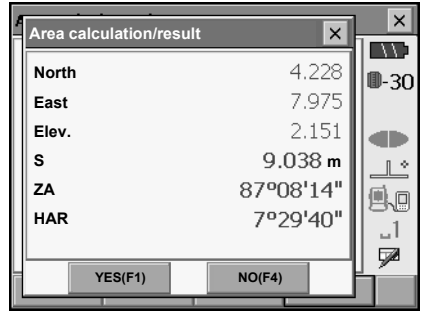 Area calculation/result
North 4.228
East 7.975
Elev. 2.151
S 9.038 m
ZA 87º08'14"
HAR 7º29'40"
YES(F1) NO(F4)
-30
1